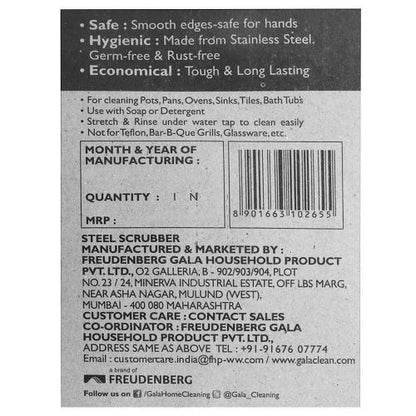 • Safe : Smooth edges-safe for hands
• Hygienic : Made from Stainless Steel.
Germ-free & Rust-free
• Economical : Tough & Long Lasting
• For cleaning Pots, Pans, Ovens, Sinks, Tiles, Bath Tub's
• Use with Soap or Detergent
• Stretch & Rinse under water tap to clean easily
• Not for Teflon, Bar-B-Que Grills, Glassware, etc.
MONTH & YEAR OF
MANUFACTURING :
QUANTITY : 1 N
MRP :
8 901663 102655
STEEL SCRUBBER
MANUFACTURED & MARKETED BY :
FREUDENBERG GALA HOUSEHOLD PRODUCT
PVT. LTD., O2 GALLERIA, B - 902/903/904, PLOT
NO. 23 / 24, MINERVA INDUSTRIAL ESTATE, OFF LBS MARG,
NEAR ASHA NAGAR, MULUND (WEST),
MUMBAI - 400 080 MAHARASHTRA
CUSTOMER CARE : CONTACT SALES
CO-ORDINATOR : FREUDENBERG GALA
HOUSEHOLD PRODUCT PVT. LTD.,
ADDRESS SAME AS ABOVE TEL : +91-91676 07774
Email : customercare.india@fhp-ww.com / www.galaclean.com
a brand of
FREUDENBERG
Follow us on /GalaHomeCleaning @Gala_Cleaning